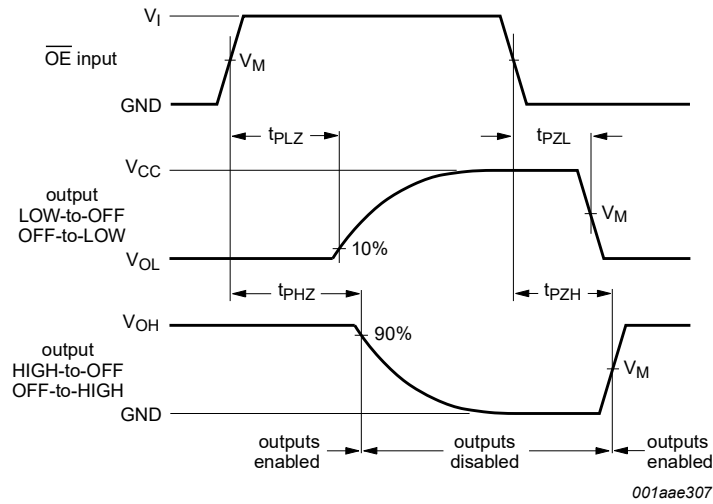 V_I
OE input
V_M
GND
t_PLZ
t_PZL
V_CC
output
LOW-to-OFF
OFF-to-LOW
V_M
10%
V_OL
t_PHZ
t_PZH
V_OH
90%
output
HIGH-to-OFF
OFF-to-HIGH
V_M
GND
outputs
enabled
outputs
disabled
outputs
enabled
001aae307